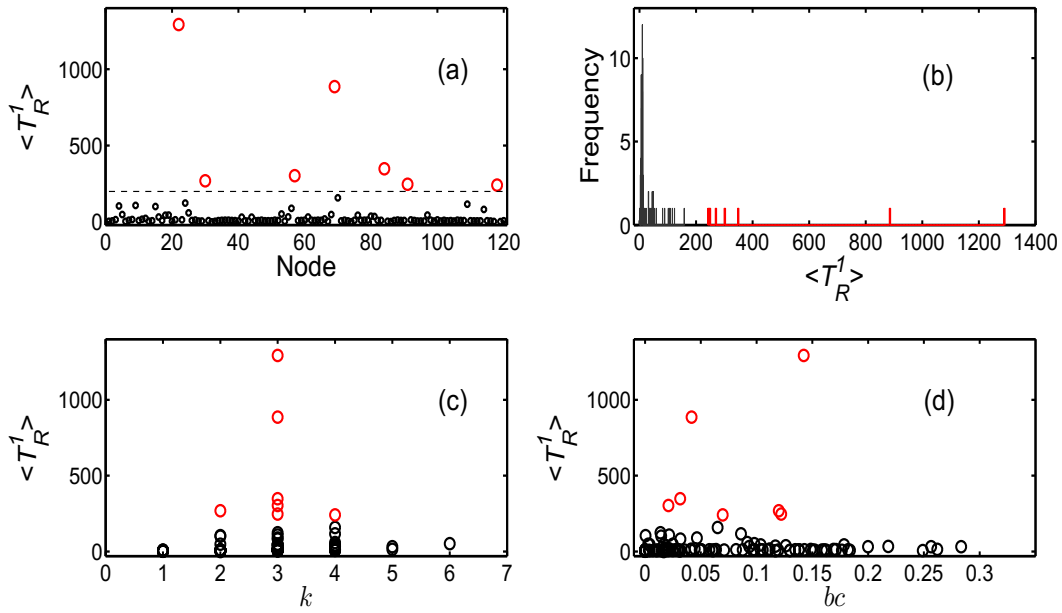 (a)
1000
500
0
<T_R^1>
0 20 40 60 80 100 120
Node
(b)
10
5
0
Frequency
0 200 400 600 800 1000 1200 1400
<T_R^1>
(c)
1000
500
0
<T_R^1>
0 1 2 3 4 5 6 7
k
(d)
1000
500
0
<T_R^1>
0 0.05 0.1 0.15 0.2 0.25 0.3
bc